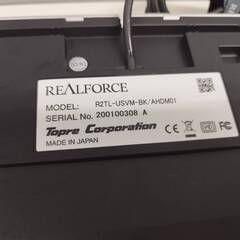 REALFORCE
MODEL: R2TL-USVM-BK/AHDM01
SERIAL No. 200100308 A
Topre Corporation
MADE IN JAPAN